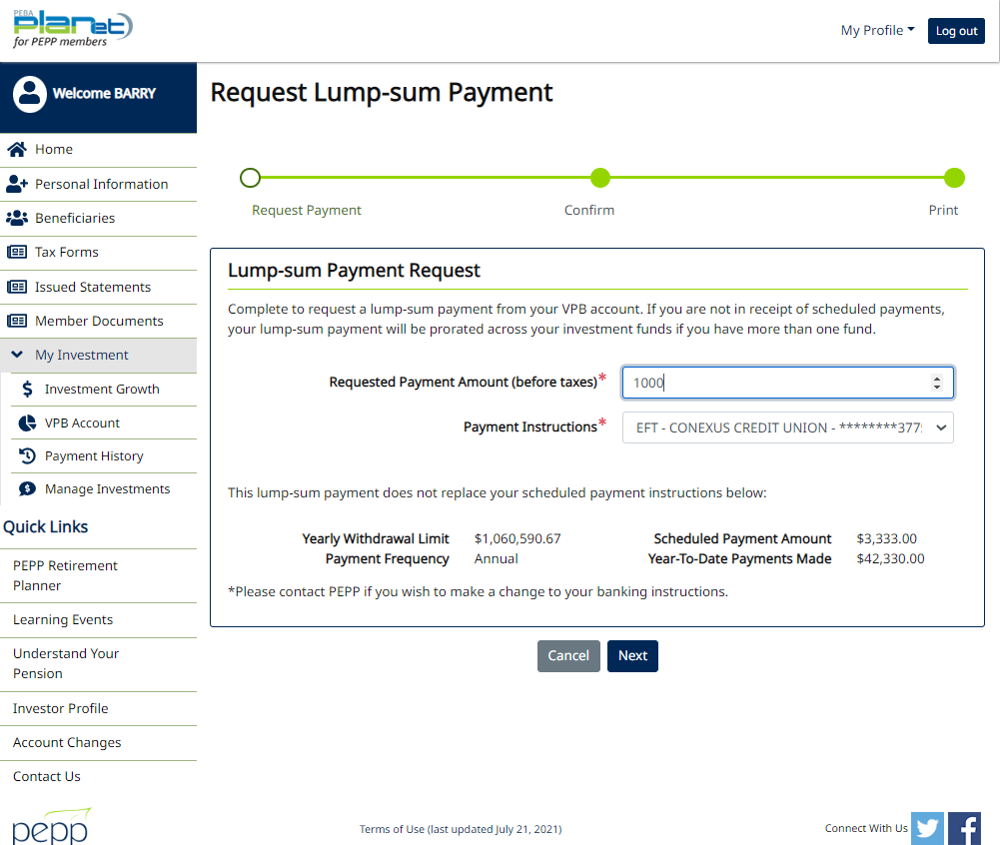 PEBA
planet
for PEPP members
My Profile
Log out
Welcome BARRY
Home
Personal Information
Beneficiaries
Tax Forms
Issued Statements
Member Documents
My Investment
Investment Growth
VPB Account
Payment History
Manage Investments
Quick Links
PEPP Retirement
Planner
Learning Events
Understand Your
Pension
Investor Profile
Account Changes
Contact Us
pepp
Request Lump-sum Payment
Request Payment
Confirm
Print
Lump-sum Payment Request
Complete to request a lump-sum payment from your VPB account. If you are not in receipt of scheduled payments,
your lump-sum payment will be prorated across your investment funds if you have more than one fund.
Requested Payment Amount (before taxes)* 1000
Payment Instructions* EFT - CONEXUS CREDIT UNION - ********377
This lump-sum payment does not replace your scheduled payment instructions below:
Yearly Withdrawal Limit $1,060,590.67 Scheduled Payment Amount $3,333.00
Payment Frequency Annual Year-To-Date Payments Made $42,330.00
*Please contact PEPP if you wish to make a change to your banking instructions.
Cancel Next
Terms of Use (last updated July 21, 2021)
Connect With Us